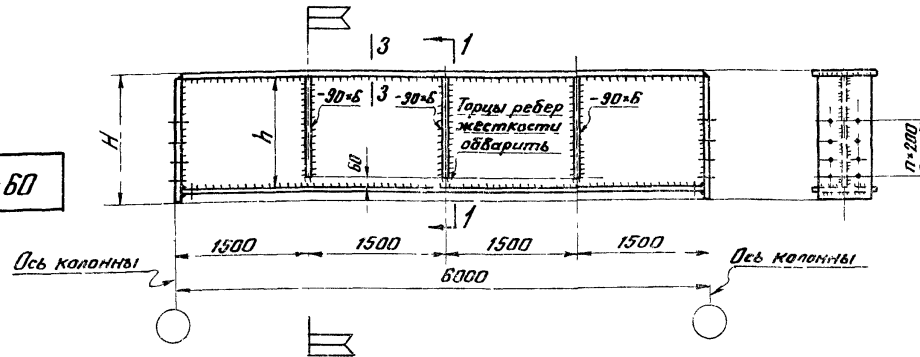 3 1
3
-90×6
-90×6
-90×6
Торцы ребер
жесткости
обварить
H
h
60
n×200
60
1
1500 1500 1500 1500
6000
Ось колонны
Ось колонны